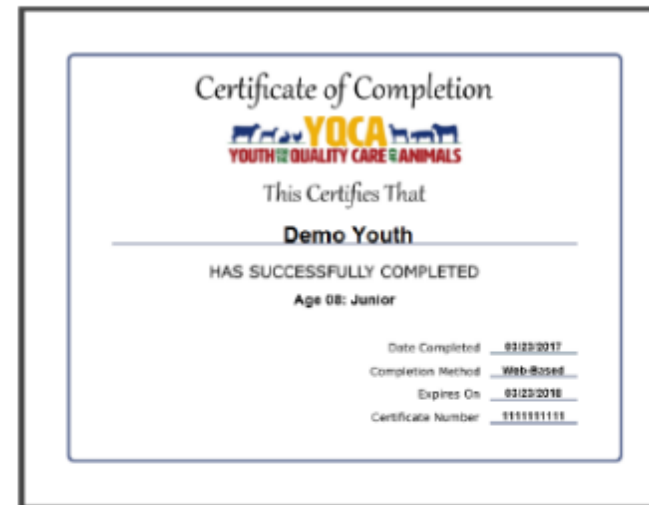 Certificate of Completion
YQCA
YOUTH FOR THE QUALITY CARE OF ANIMALS
This Certifies That
Demo Youth
HAS SUCCESSFULLY COMPLETED
Age 08: Junior
Date Completed 03/23/2017
Completion Method Web-Based
Expires On 03/23/2018
Certificate Number 1111111111